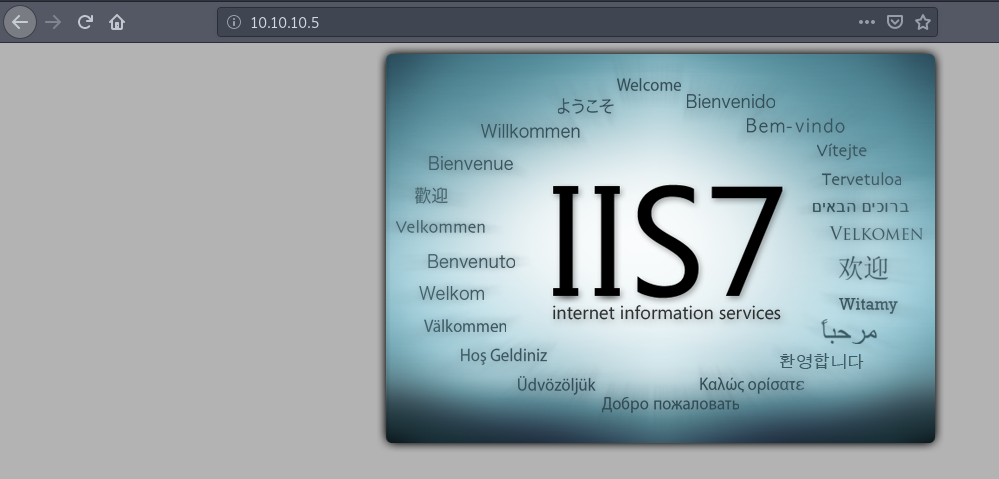 10.10.10.5
Welcome
ようこそ
Bienvenido
Willkommen
Bem-vindo
Vítejte
Bienvenue
Tervetuloa
歡迎
ברוכים הבאים
Velkommen
VELKOMEN
IIS7
internet information services
Benvenuto
欢迎
Welkom
Witamy
Välkommen
مرحباً
Hoş Geldiniz
환영합니다
Üdvözöljük
Καλώς ορίσατε
Добро пожаловать